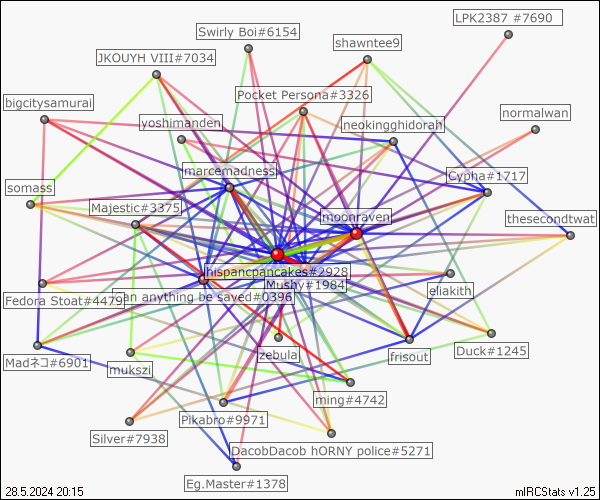 LPK2387 #7690
Swirly Boi#6154
shawntee9
JKOUYH VIII#7034
Pocket Persona#3326
bigcitysamurai
normalwan
yoshimanden
neokingghidorah
marcemadness
Cypha#1717
somass
Majestic#3375
moonraven
thesecondtwat
hispancpancakes#2928
eliakith
Mushy#1984
Fedora Stoat#4479
can anything be saved#0396
zebula
frisout
Duck#1245
Madネコ#6901
mukszi
ming#4742
Pikabro#9971
Silver#7938
DacobDacob hORNY police#5271
Eg.Master#1378
28.5.2024 20:15
mIRCStats v1.25